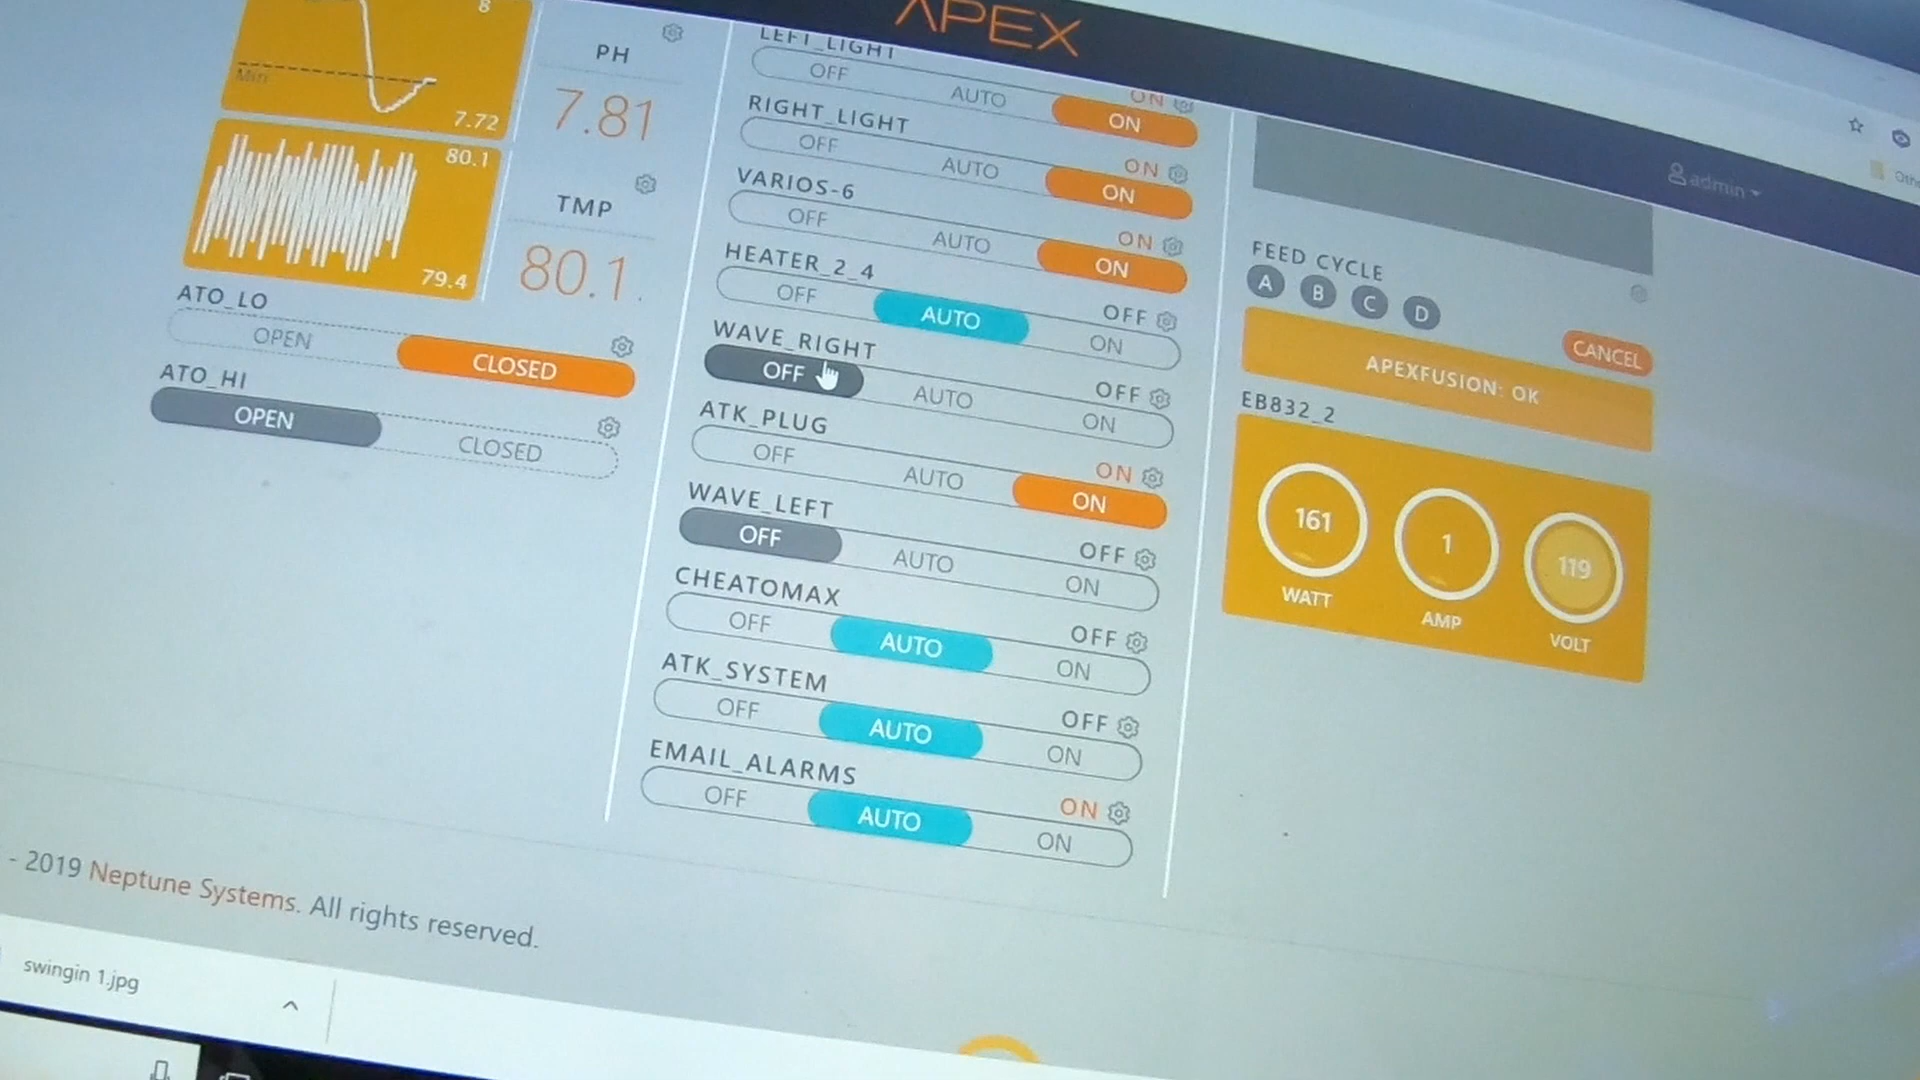 APEX
8
Min
7.72
PH
7.81
80.1
79.4
TMP
80.1
ATO_LO
OPEN CLOSED
ATO_HI
OPEN CLOSED
LEFT_LIGHT
ON
OFF AUTO ON
RIGHT_LIGHT
ON
OFF AUTO ON
VARIOS-6
ON
OFF AUTO ON
HEATER_2_4
OFF
OFF AUTO ON
WAVE_RIGHT
OFF
OFF AUTO ON
ATK_PLUG
ON
OFF AUTO ON
WAVE_LEFT
OFF
OFF AUTO ON
CHEATOMAX
OFF
OFF AUTO ON
ATK_SYSTEM
OFF
OFF AUTO ON
EMAIL_ALARMS
ON
OFF AUTO ON
admin
FEED CYCLE
A B C D
CANCEL
APEXFUSION: OK
EB832_2
161 1 119
WATT AMP VOLT
- 2019 Neptune Systems. All rights reserved.
swingin 1.jpg